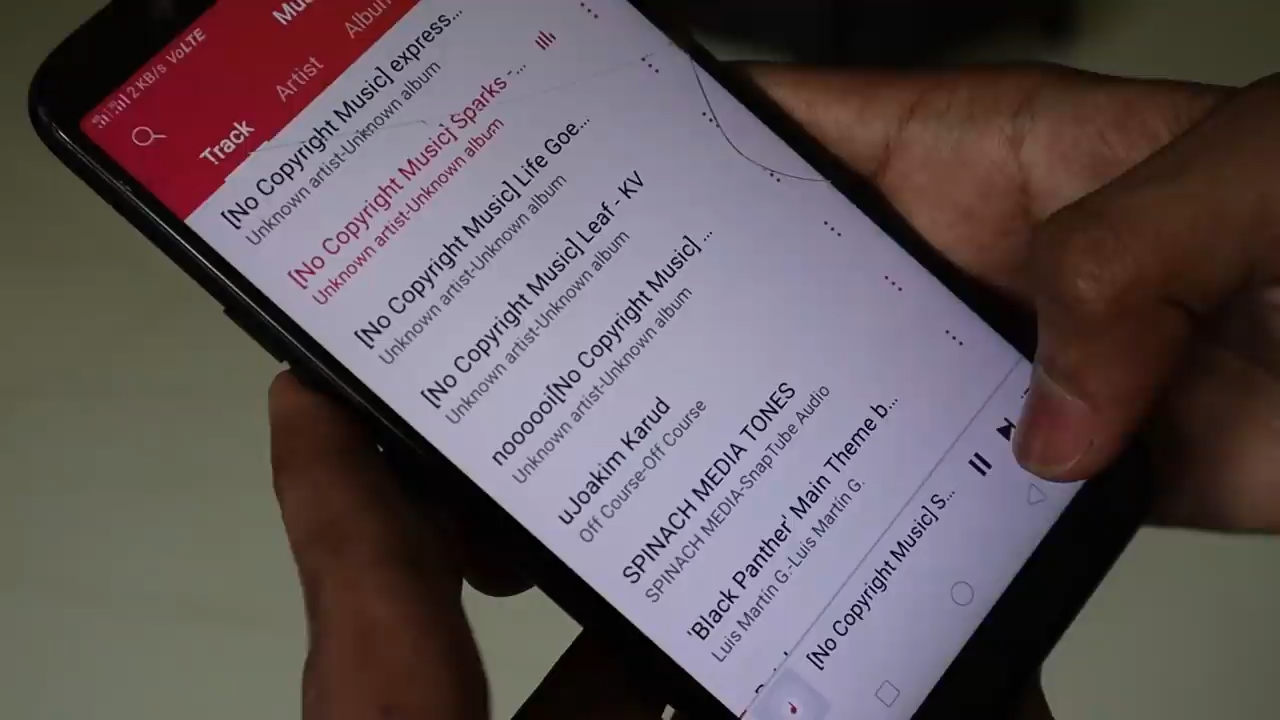 2KB/s VoLTE
Track
Artist
[No Copyright Music] express...
Unknown artist-Unknown album
[No Copyright Music] Sparks -...
Unknown artist-Unknown album
[No Copyright Music] Life Goe...
Unknown artist-Unknown album
[No Copyright Music] Leaf - KV
Unknown artist-Unknown album
[No Copyright Music] ...
Unknown artist-Unknown album
uJoakim Karud
Off Course-Off Course
SPINACH MEDIA TONES
SPINACH MEDIA-SnapTube Audio
'Black Panther' Main Theme b...
Luis Martin G.-Luis Martin G.
[No Copyright Music] S...